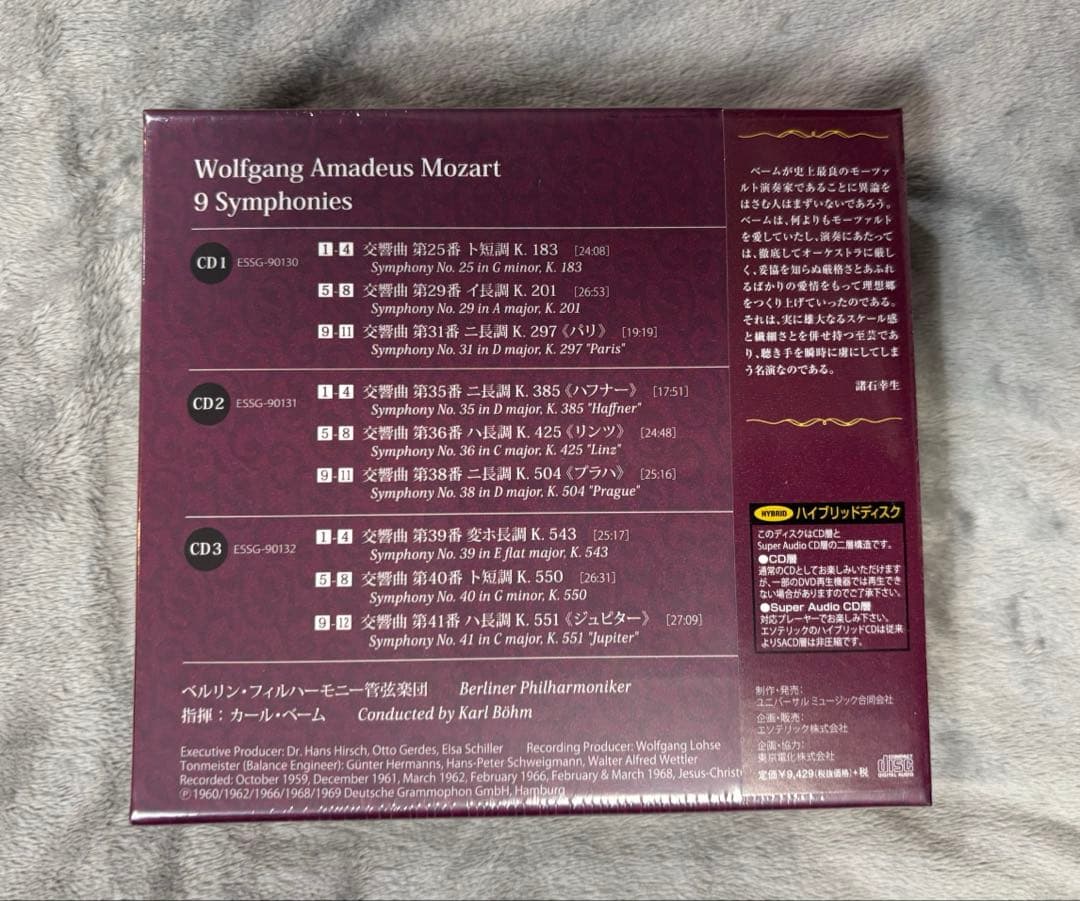 Wolfgang Amadeus Mozart
9 Symphonies
CD1 ESSG-90130
1-4 交響曲 第25番 ト短調 K. 183 [24:08]
Symphony No. 25 in G minor, K. 183
5-8 交響曲 第29番 イ長調 K. 201 [26:53]
Symphony No. 29 in A major, K. 201
9-11 交響曲 第31番 ニ長調 K. 297《パリ》 [19:19]
Symphony No. 31 in D major, K. 297 "Paris"
CD2 ESSG-90131
1-4 交響曲 第35番 ニ長調 K. 385《ハフナー》 [17:51]
Symphony No. 35 in D major, K. 385 "Haffner"
5-8 交響曲 第36番 ハ長調 K. 425《リンツ》 [24:48]
Symphony No. 36 in C major, K. 425 "Linz"
9-11 交響曲 第38番 ニ長調 K. 504《プラハ》 [25:16]
Symphony No. 38 in D major, K. 504 "Prague"
CD3 ESSG-90132
1-4 交響曲 第39番 変ホ長調 K. 543 [25:17]
Symphony No. 39 in E flat major, K. 543
5-8 交響曲 第40番 ト短調 K. 550 [26:31]
Symphony No. 40 in G minor, K. 550
9-12 交響曲 第41番 ハ長調 K. 551《ジュピター》 [27:09]
Symphony No. 41 in C major, K. 551 "Jupiter"
ベルリン・フィルハーモニー管弦楽団 Berliner Philharmoniker
指揮：カール・ベーム Conducted by Karl Böhm
Executive Producer: Dr. Hans Hirsch, Otto Gerdes, Elsa Schiller Recording Producer: Wolfgang Lohse
Tonmeister (Balance Engineer): Günter Hermanns, Hans-Peter Schweigmann, Walter Alfred Wettler
Recorded: October 1959, December 1961, March 1962, February 1966, February & March 1968, Jesus-Christ
Ⓟ1960/1962/1966/1968/1969 Deutsche Grammophon GmbH, Hamburg
ベームが史上最良のモーツァ
ルト演奏家であることに異論を
はさむ人はまずいないであろう。
ベームは、何よりもモーツァルト
を愛していたし、演奏にあたって
は、徹底してオーケストラに厳し
く、妥協を知らぬ厳格さとあふれ
るばかりの愛情をもって理想郷
をつくり上げていったのである。
それは、実に雄大なるスケール感
と繊細さとを併せ持つ至芸であ
り、聴き手を瞬時に虜にしてしま
う名演なのである。
諸石幸生
HYBRID ハイブリッドディスク
このディスクはCD層と
Super Audio CD層の二層構造です。
●CD層
通常のCDとしてお楽しみいただけます
が、一部のDVD再生機器では再生でき
ない場合がありますのでご了承下さい。
●Super Audio CD層
対応プレーヤーでお楽しみ下さい。
エソテリックのハイブリッドCDは従来
よりSACD層は非圧縮です。
制作・発売：
ユニバーサル ミュージック合同会社
企画・販売：
エソテリック株式会社
企画・協力：
東京電化株式会社
定価¥9,429(税抜価格)+税
COMPACT
disc
DIGITAL AUDIO